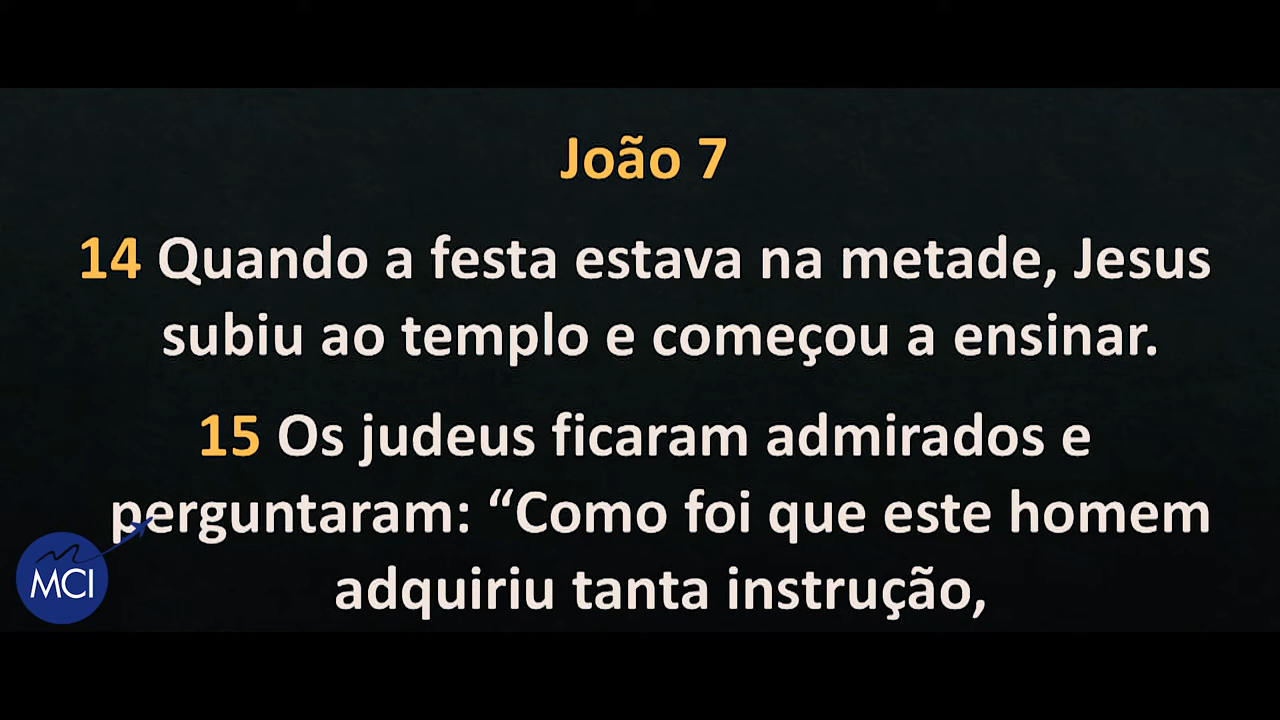 João 7
14 Quando a festa estava na metade, Jesus
subiu ao templo e começou a ensinar.
15 Os judeus ficaram admirados e
perguntaram: “Como foi que este homem
adquiriu tanta instrução,
MCI